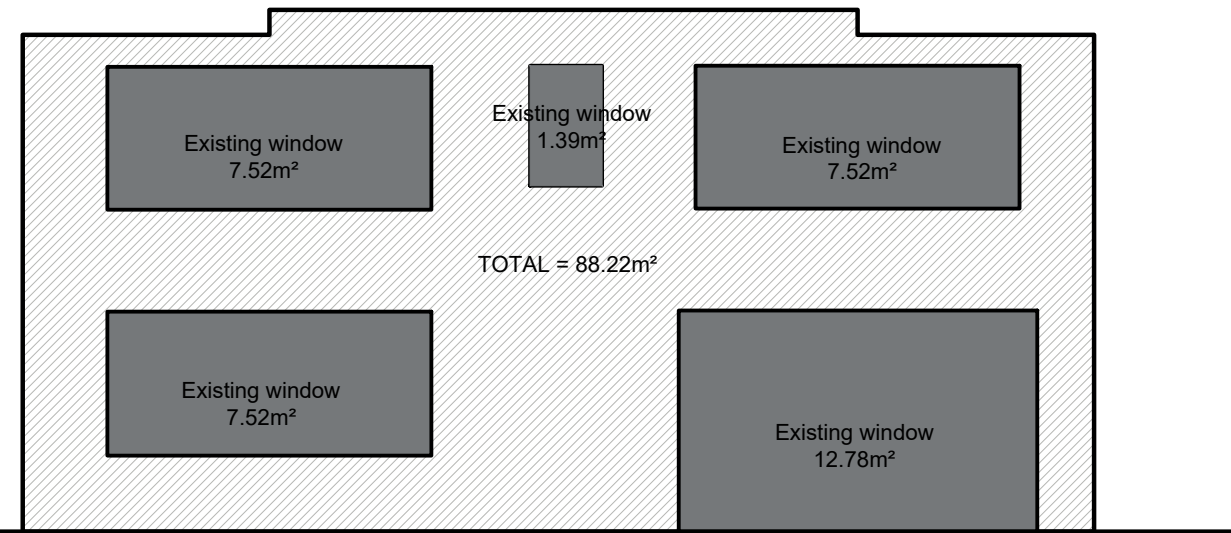 Existing window
1.39m²
Existing window
7.52m²
Existing window
7.52m²
TOTAL = 88.22m²
Existing window
7.52m²
Existing window
12.78m²